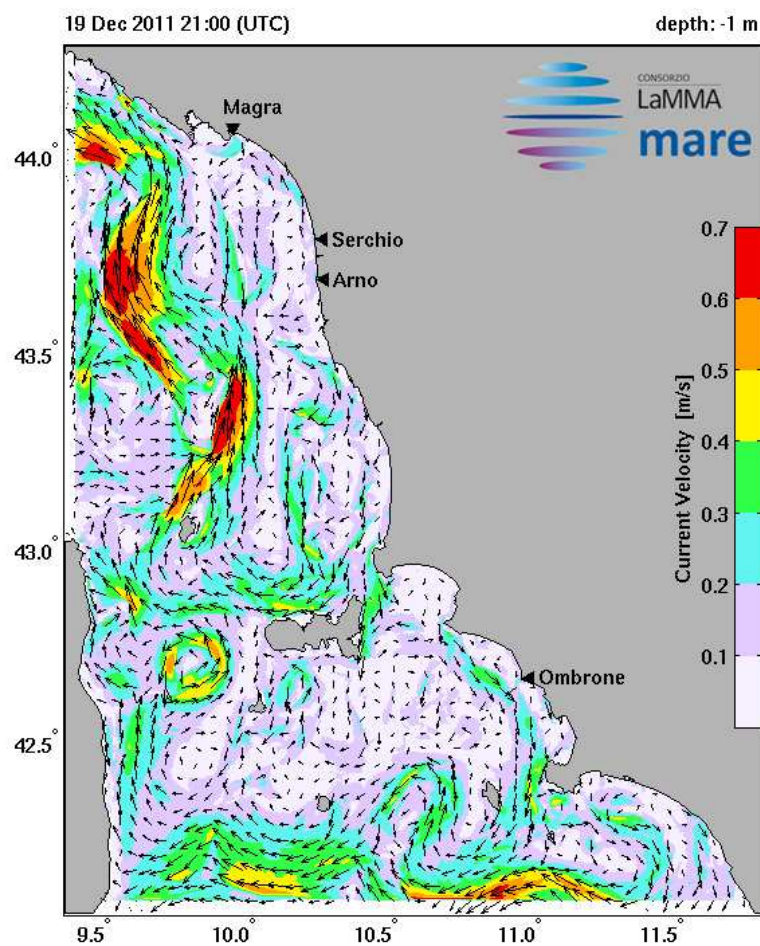 19 Dec 2011 21:00 (UTC)
depth: -1 m
CONSORZIO
LaMMA
mare
Magra
44.0°
Serchio
Arno
43.5°
43.0°
Ombrone
42.5°
9.5°
10.0°
10.5°
11.0°
11.5°
Current Velocity [m/s]
0.7
0.6
0.5
0.4
0.3
0.2
0.1